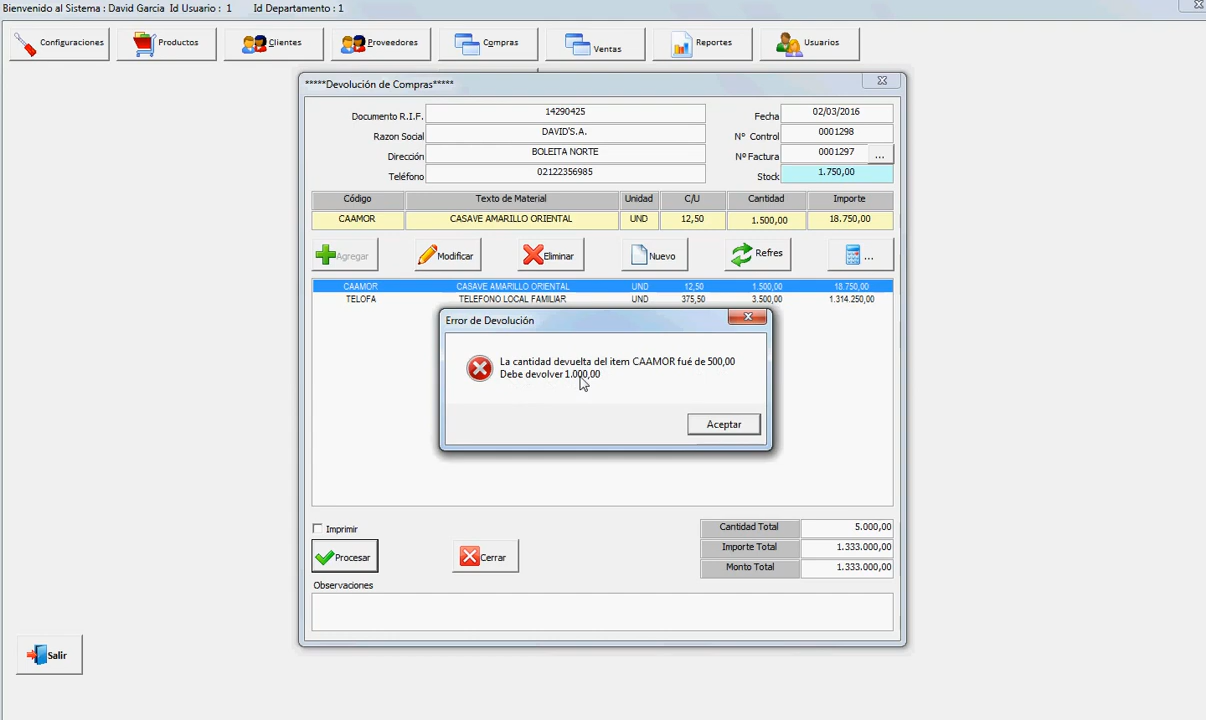 Bienvenido al Sistema : David Garcia Id Usuario : 1 Id Departamento : 1
Configuraciones Productos Clientes Proveedores Compras Ventas Reportes Usuarios
*****Devolución de Compras*****
Documento R.I.F. 14290425 Fecha 02/03/2016
Razon Social DAVID'S.A. Nº Control 0001298
Dirección BOLEITA NORTE Nº Factura 0001297 ...
Teléfono 02122356985 Stock 1.750,00
Código Texto de Material Unidad C/U Cantidad Importe
CAAMOR CASAVE AMARILLO ORIENTAL UND 12,50 1.500,00 18.750,00
Agregar Modificar Eliminar Nuevo Refres ...
CAAMOR CASAVE AMARILLO ORIENTAL UND 12,50 1.500,00 18.750,00
TELOFA TELEFONO LOCAL FAMILIAR UND 375,50 3.500,00 1.314.250,00
Error de Devolución
La cantidad devuelta del item CAAMOR fué de 500,00
Debe devolver 1.000,00
Aceptar
Imprimir Cantidad Total 5.000,00
Procesar Cerrar Importe Total 1.333.000,00
Monto Total 1.333.000,00
Observaciones
Salir